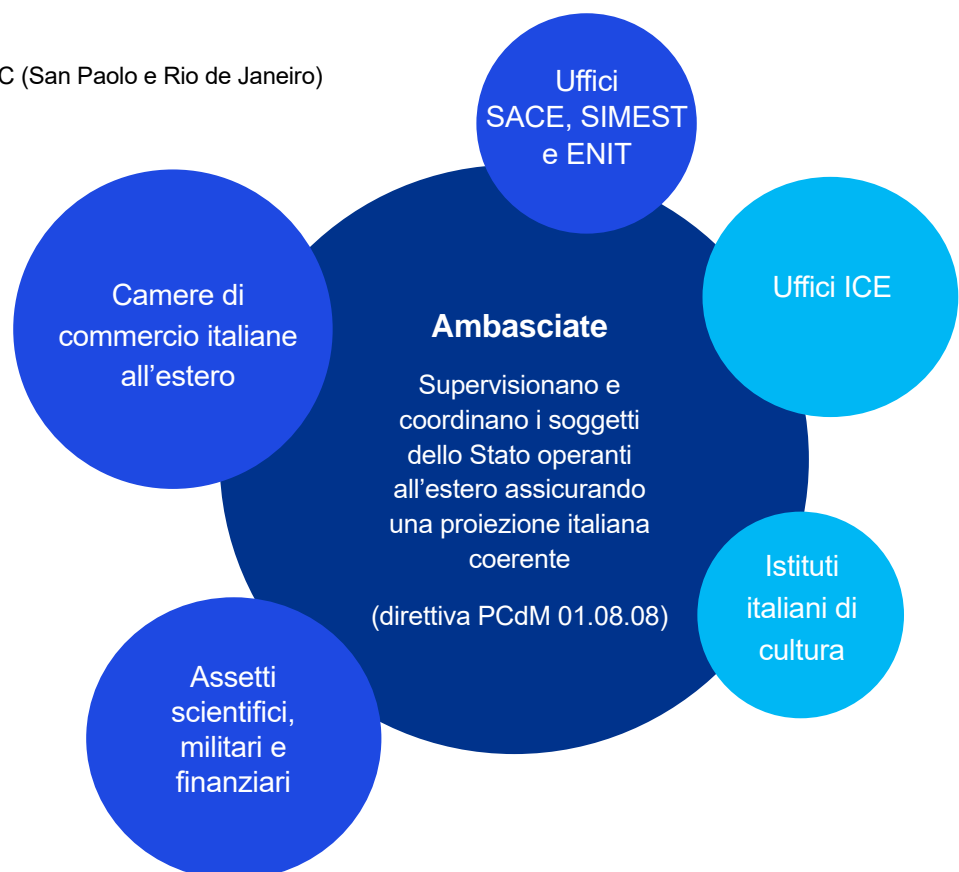 C (San Paolo e Rio de Janeiro)
Uffici
SACE, SIMEST
e ENIT
Uffici ICE
Camere di
commercio italiane
all’estero
Ambasciate
Supervisionano e
coordinano i soggetti
dello Stato operanti
all’estero assicurando
una proiezione italiana
coerente
(direttiva PCdM 01.08.08)
Istituti
italiani di
cultura
Assetti
scientifici,
militari e
finanziari